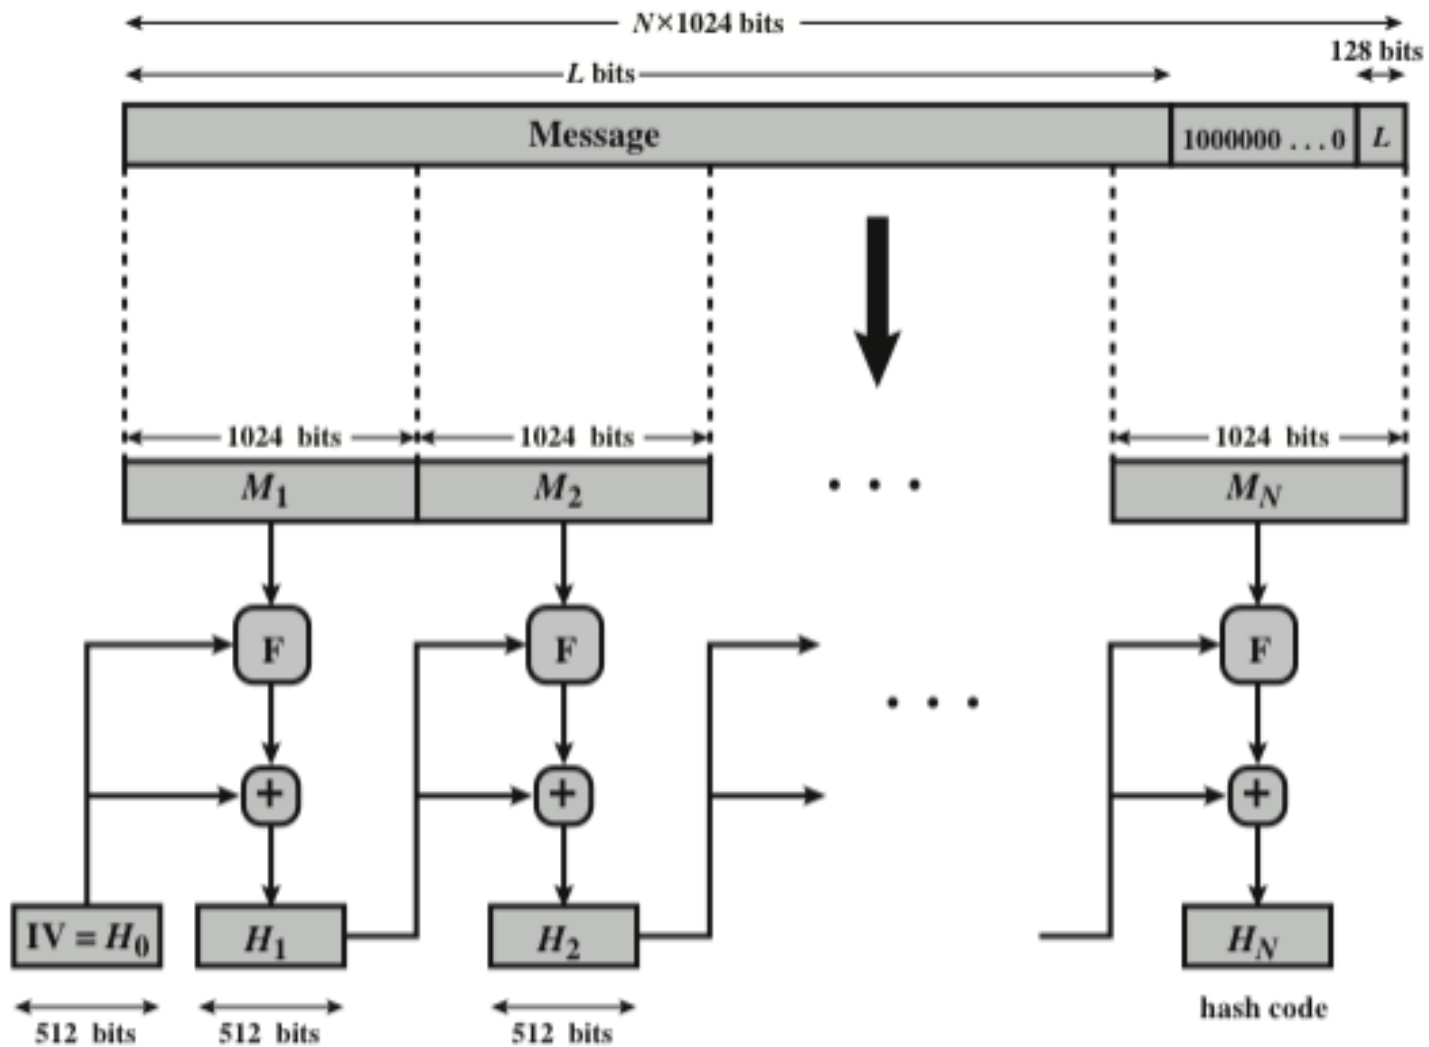 N×1024 bits
128 bits
L bits
Message
1000000 . . . 0
L
1024 bits
1024 bits
1024 bits
M1
M2
. . .
MN
F
F
F
. . .
+
+
+
IV = H0
H1
H2
HN
hash code
512 bits
512 bits
512 bits